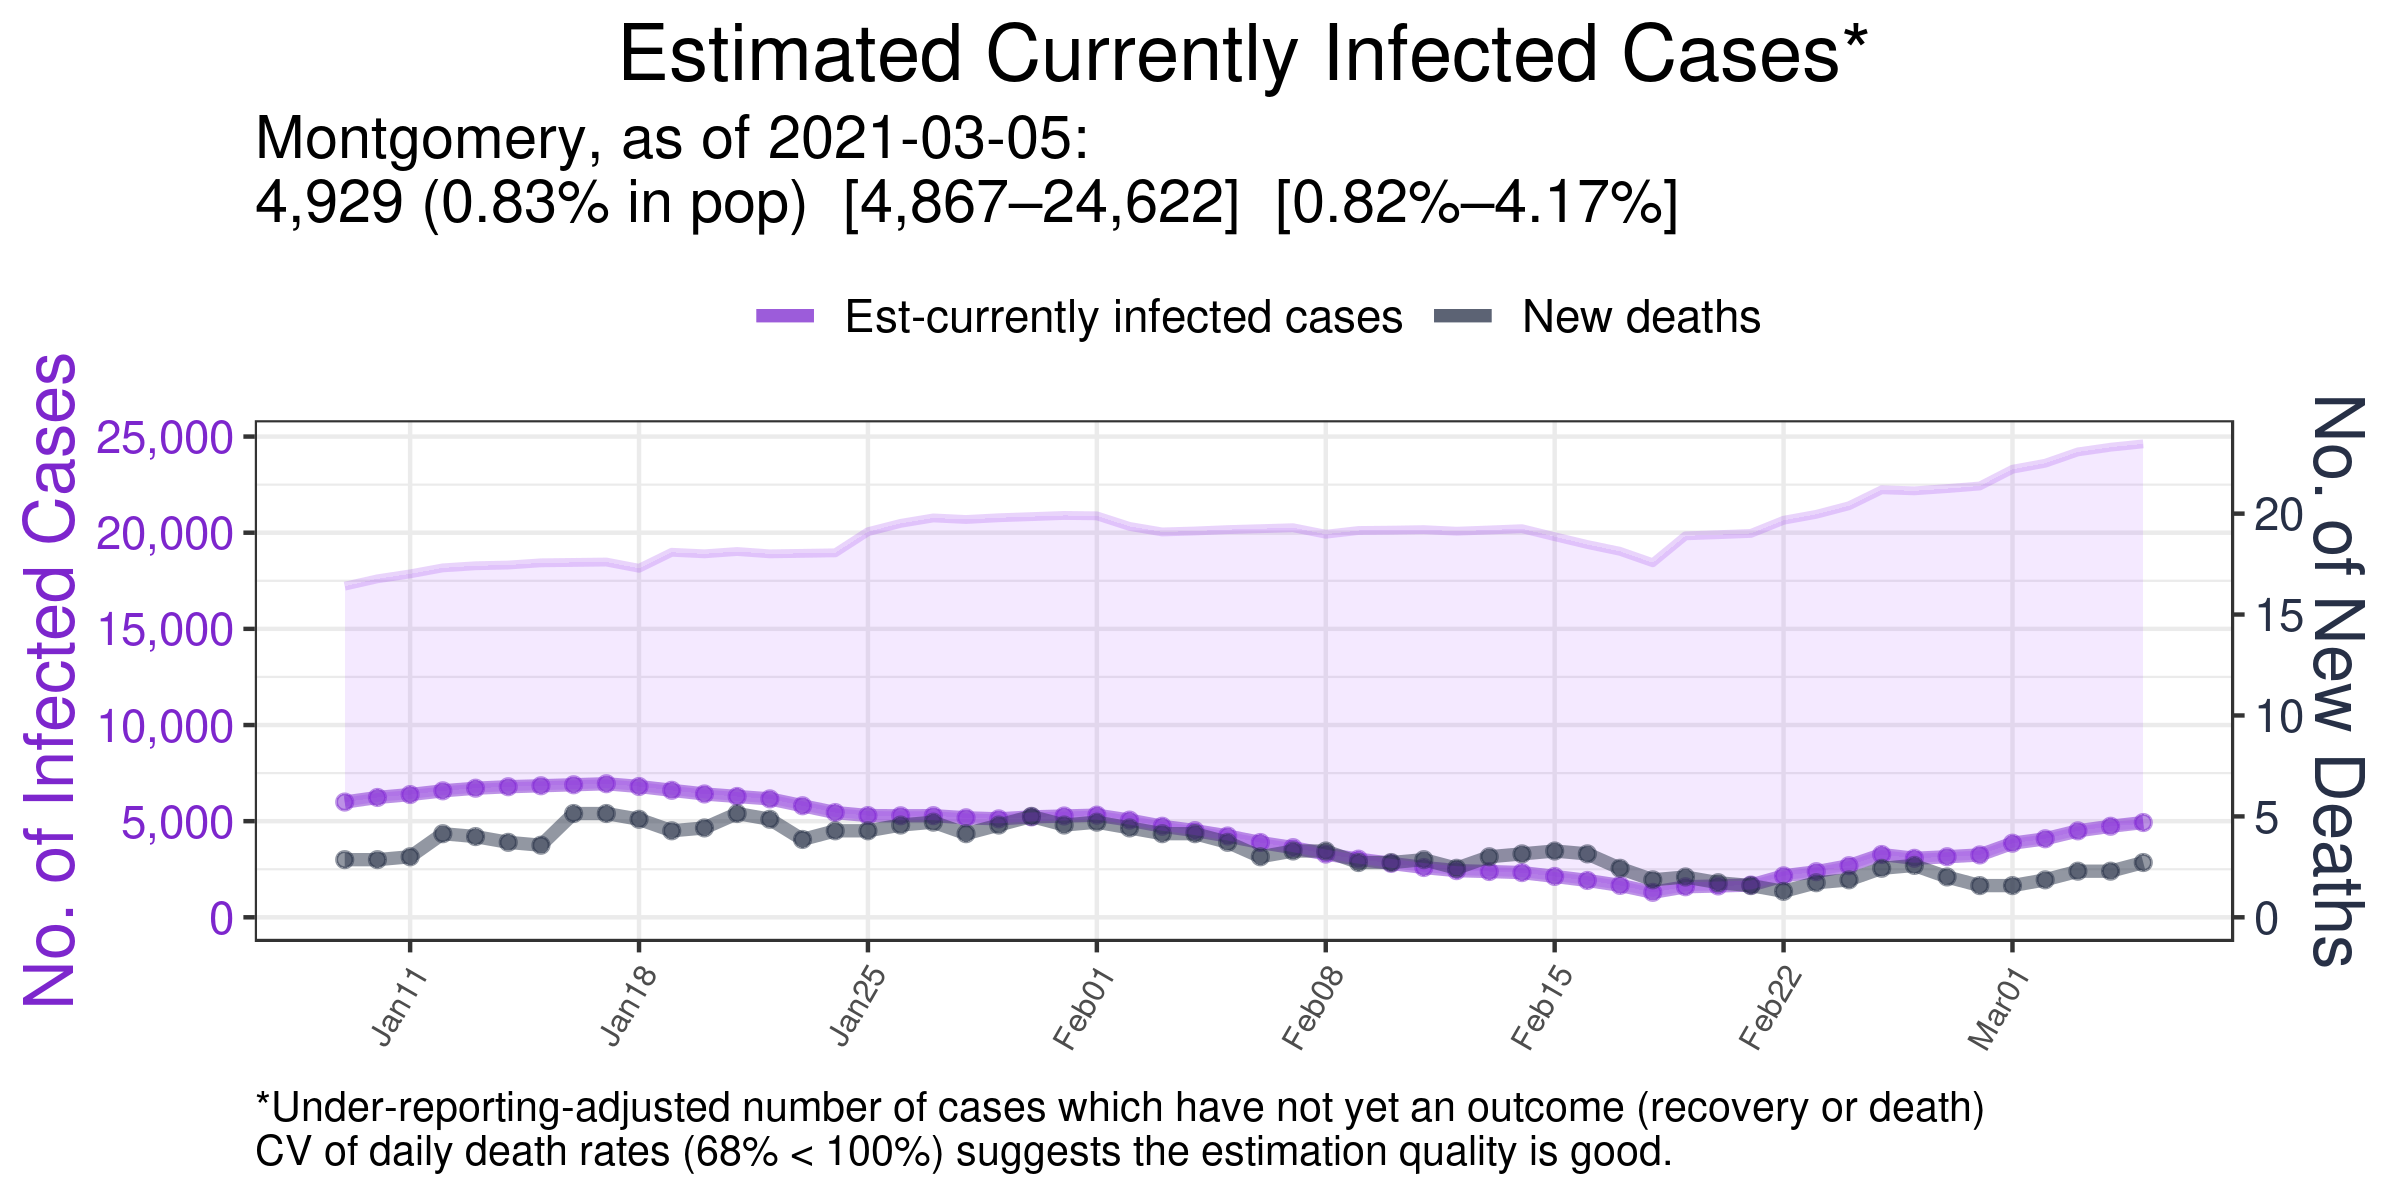 Estimated Currently Infected Cases*
Montgomery, as of 2021-03-05:
4,929 (0.83% in pop)  [4,867–24,622]  [0.82%–4.17%]
Est-currently infected cases
New deaths
No. of Infected Cases
25,000
20,000
15,000
10,000
5,000
0
20
15
10
5
0
No. of New Deaths
Jan11
Jan18
Jan25
Feb01
Feb08
Feb15
Feb22
Mar01
*Under-reporting-adjusted number of cases which have not yet an outcome (recovery or death)
CV of daily death rates (68% < 100%) suggests the estimation quality is good.